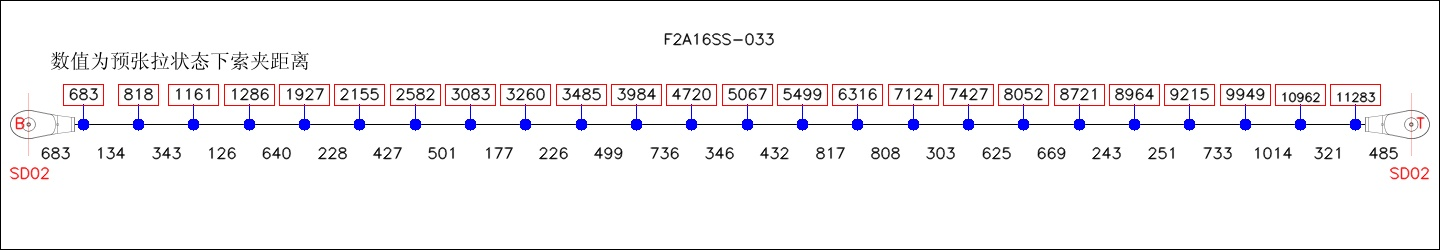 F2A16SS-033
数值为预张拉状态下索夹距离
683 818 1161 1286 1927 2155 2582 3083 3260 3485 3984 4720 5067 5499 6316 7124 7427 8052 8721 8964 9215 9949 10962 11283
B T
683 134 343 126 640 228 427 501 177 226 499 736 346 432 817 808 303 625 669 243 251 733 1014 321 485
SD02 SD02